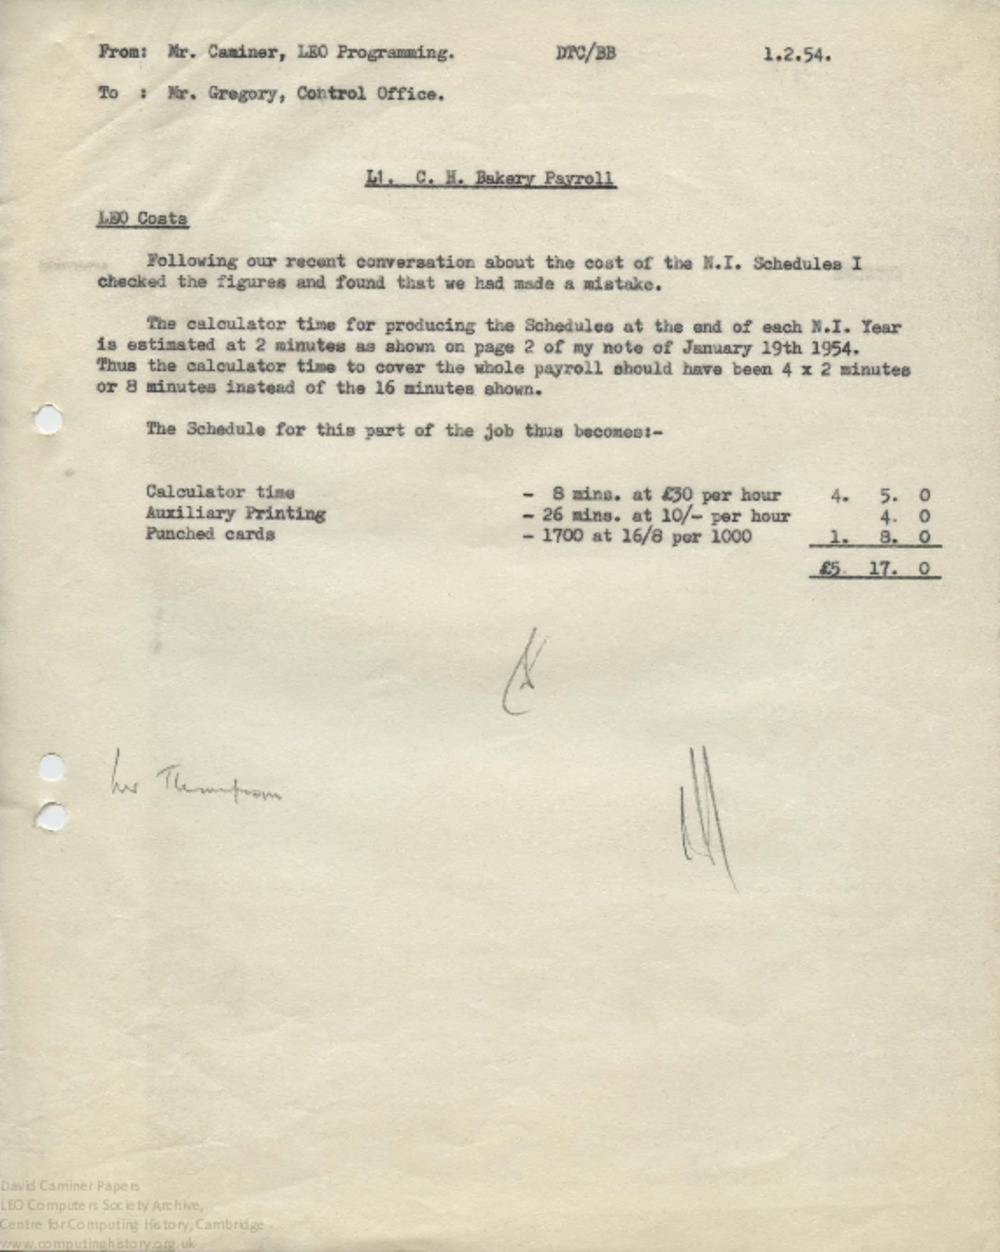 From: Mr. Caminer, LEO Programming. DTC/BB 1.2.54.
To : Mr. Gregory, Control Office.
L1. C. H. Bakery Payroll
LEO Costs
Following our recent conversation about the cost of the N.I. Schedules I
checked the figures and found that we had made a mistake.
The calculator time for producing the Schedules at the end of each N.I. Year
is estimated at 2 minutes as shown on page 2 of my note of January 19th 1954.
Thus the calculator time to cover the whole payroll should have been 4 x 2 minutes
or 8 minutes instead of the 16 minutes shown.
The Schedule for this part of the job thus becomes:-
Calculator time - 8 mins. at £30 per hour 4. 5. 0
Auxiliary Printing - 26 mins. at 10/- per hour 4. 0
Punched cards - 1700 at 16/8 per 1000 1. 8. 0
£5. 17. 0
Mr Thompson
David Caminer Papers
LEO Computers Society Archive,
Centre for Computing History, Cambridge
www.computinghistory.org.uk